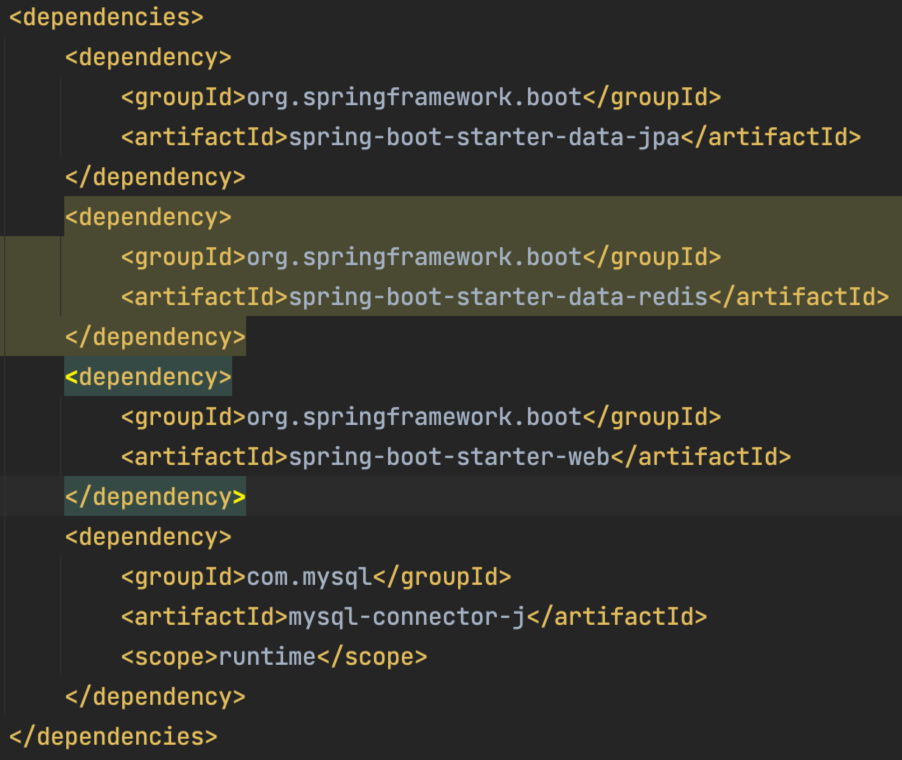 <dependencies>
    <dependency>
        <groupId>org.springframework.boot</groupId>
        <artifactId>spring-boot-starter-data-jpa</artifactId>
    </dependency>
    <dependency>
        <groupId>org.springframework.boot</groupId>
        <artifactId>spring-boot-starter-data-redis</artifactId>
    </dependency>
    <dependency>
        <groupId>org.springframework.boot</groupId>
        <artifactId>spring-boot-starter-web</artifactId>
    </dependency>
    <dependency>
        <groupId>com.mysql</groupId>
        <artifactId>mysql-connector-j</artifactId>
        <scope>runtime</scope>
    </dependency>
</dependencies>